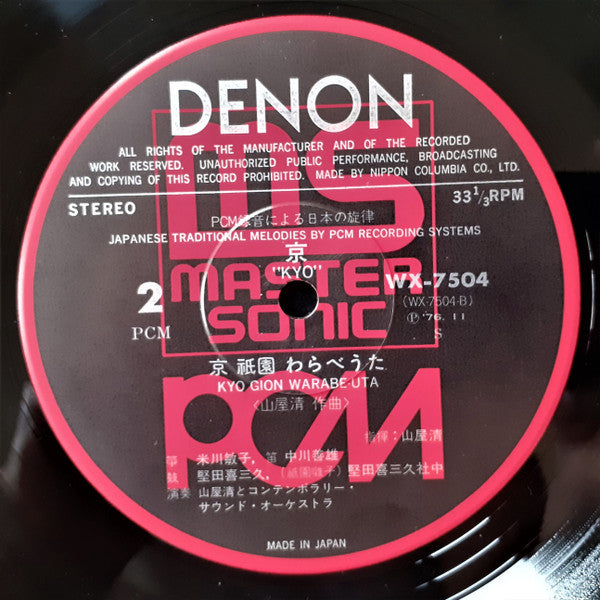 DENON
ALL RIGHTS OF THE MANUFACTURER AND OF THE RECORDED
WORK RESERVED. UNAUTHORIZED PUBLIC PERFORMANCE, BROADCASTING
AND COPYING OF THIS RECORD PROHIBITED. MADE BY NIPPON COLUMBIA CO., LTD.
STEREO 33 1/3 RPM
MS
PCM録音による日本の旋律
JAPANESE TRADITIONAL MELODIES BY PCM RECORDING SYSTEMS
京
"KYO"
MASTER
SONIC
2
PCM
WX-7504
(WX-7504-B)
Ⓟ '76. 11
S
京 祇園 わらべうた
KYO GION WARABE-UTA
〈山屋清 作曲〉
PCM
指揮:山屋清
箏 米川敏子, 笛 中川善雄
鼓 堅田喜三久, (祇園囃子) 堅田喜三久社中
演奏 山屋清とコンテンポラリー・
サウンド・オーケストラ
MADE IN JAPAN